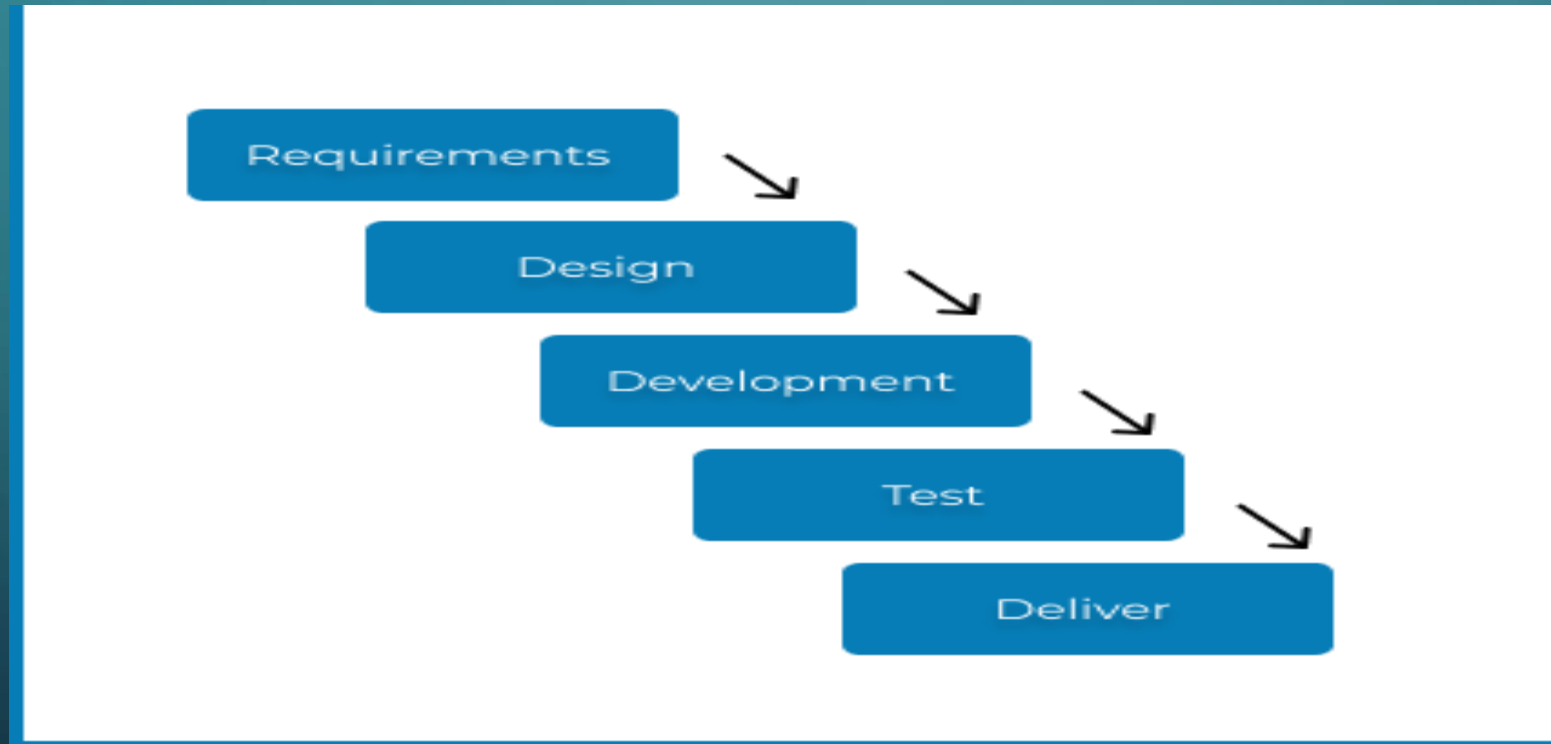 Requirements
Design
Development
Test
Deliver